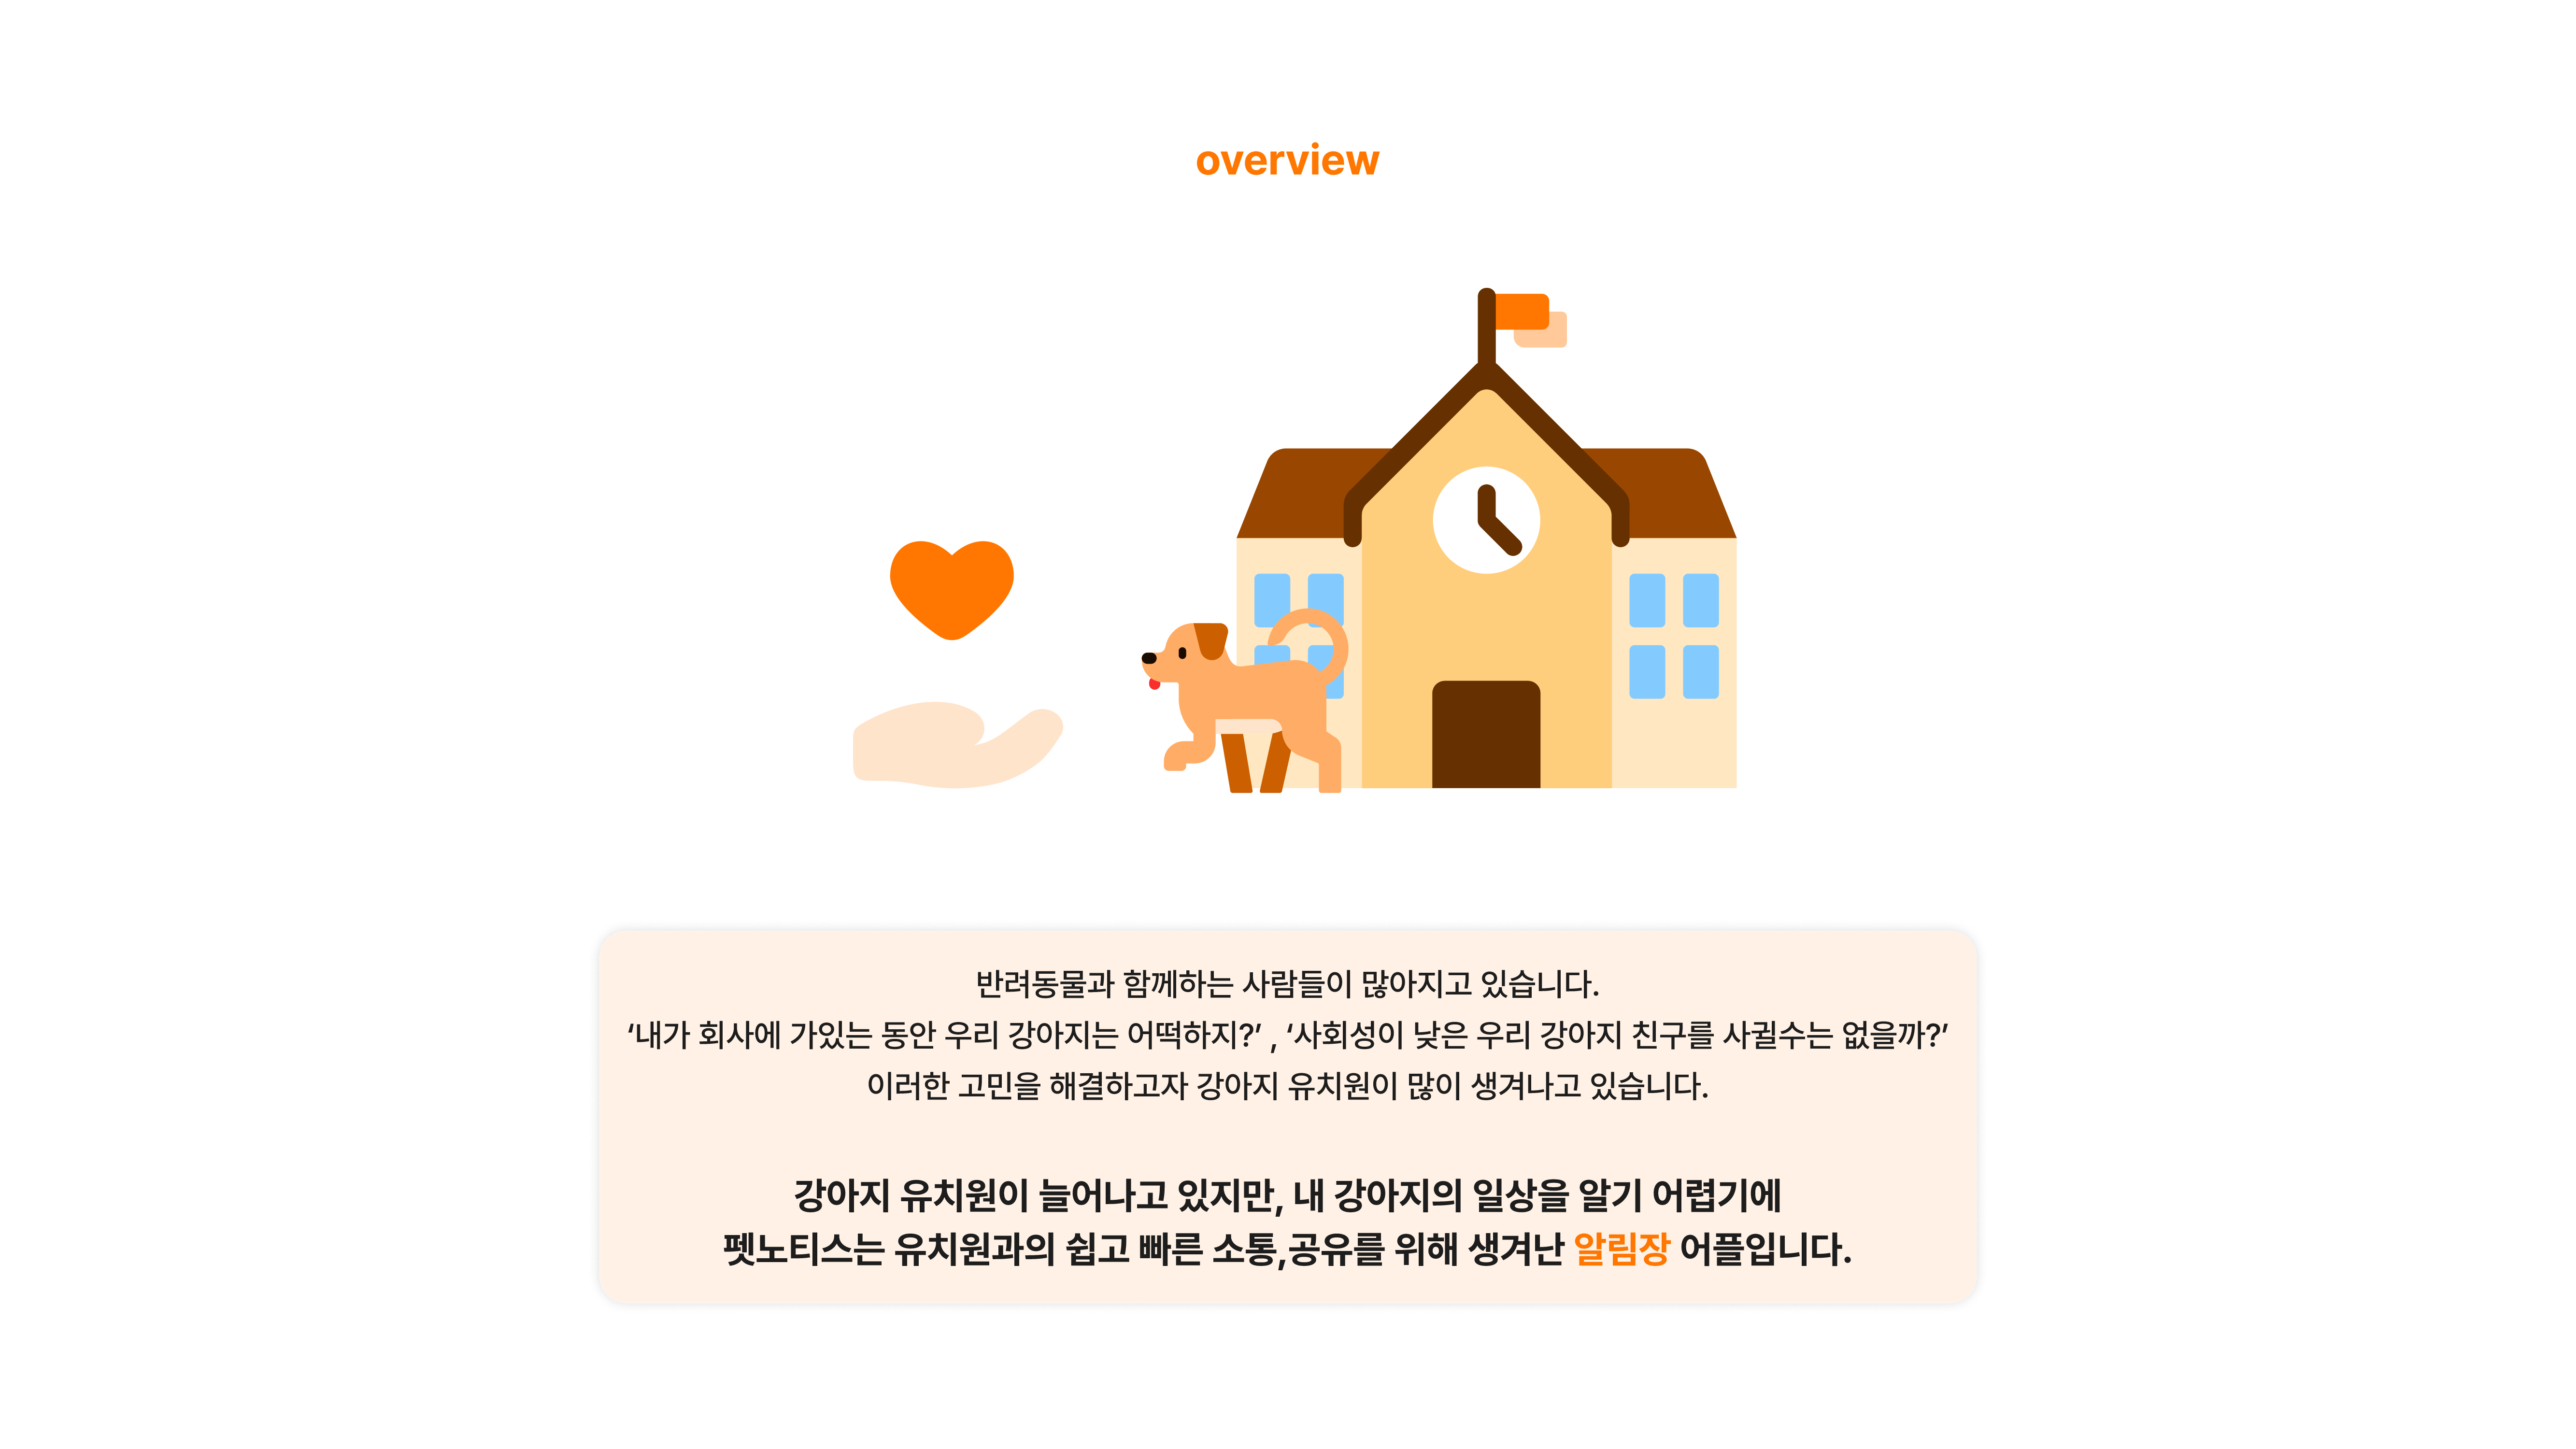 overview
반려동물과 함께하는 사람들이 많아지고 있습니다.
‘내가 회사에 가있는 동안 우리 강아지는 어떡하지?’ , ‘사회성이 낮은 우리 강아지 친구를 사귈수는 없을까?’
이러한 고민을 해결하고자 강아지 유치원이 많이 생겨나고 있습니다.
강아지 유치원이 늘어나고 있지만, 내 강아지의 일상을 알기 어렵기에
펫노티스는 유치원과의 쉽고 빠른 소통,공유를 위해 생겨난 알림장 어플입니다.